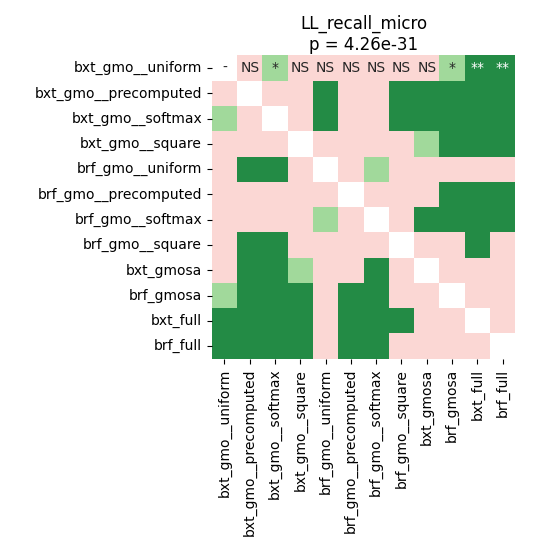 LL_recall_micro
p = 4.26e-31
bxt_gmo__uniform - NS * NS NS NS NS NS NS * ** **
bxt_gmo__precomputed
bxt_gmo__softmax
bxt_gmo__square
brf_gmo__uniform
brf_gmo__precomputed
brf_gmo__softmax
brf_gmo__square
bxt_gmosa
brf_gmosa
bxt_full
brf_full
bxt_gmo__uniform
bxt_gmo__precomputed
bxt_gmo__softmax
bxt_gmo__square
brf_gmo__uniform
brf_gmo__precomputed
brf_gmo__softmax
brf_gmo__square
bxt_gmosa
brf_gmosa
bxt_full
brf_full